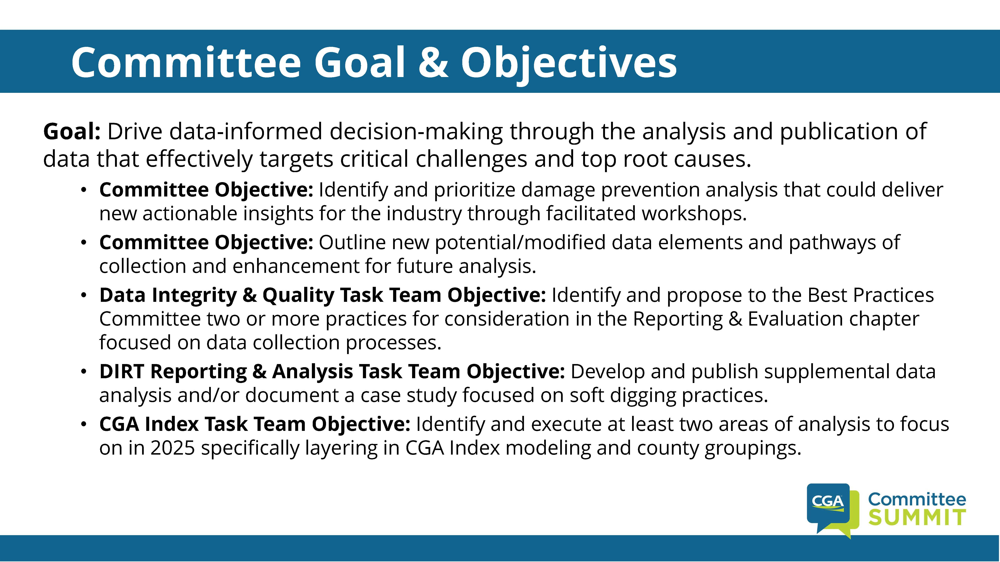 Committee Goal & Objectives
Goal: Drive data-informed decision-making through the analysis and publication of
data that effectively targets critical challenges and top root causes.
• Committee Objective: Identify and prioritize damage prevention analysis that could deliver
new actionable insights for the industry through facilitated workshops.
• Committee Objective: Outline new potential/modified data elements and pathways of
collection and enhancement for future analysis.
• Data Integrity & Quality Task Team Objective: Identify and propose to the Best Practices
Committee two or more practices for consideration in the Reporting & Evaluation chapter
focused on data collection processes.
• DIRT Reporting & Analysis Task Team Objective: Develop and publish supplemental data
analysis and/or document a case study focused on soft digging practices.
• CGA Index Task Team Objective: Identify and execute at least two areas of analysis to focus
on in 2025 specifically layering in CGA Index modeling and county groupings.
CGA
Committee
SUMMIT